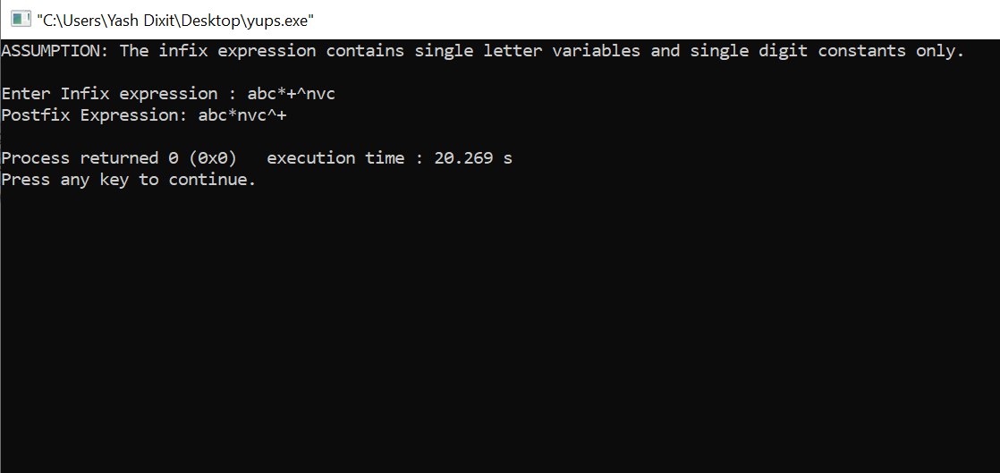 "C:\Users\Yash Dixit\Desktop\yups.exe"
ASSUMPTION: The infix expression contains single letter variables and single digit constants only.
Enter Infix expression : abc*+^nvc
Postfix Expression: abc*nvc^+
Process returned 0 (0x0)   execution time : 20.269 s
Press any key to continue.